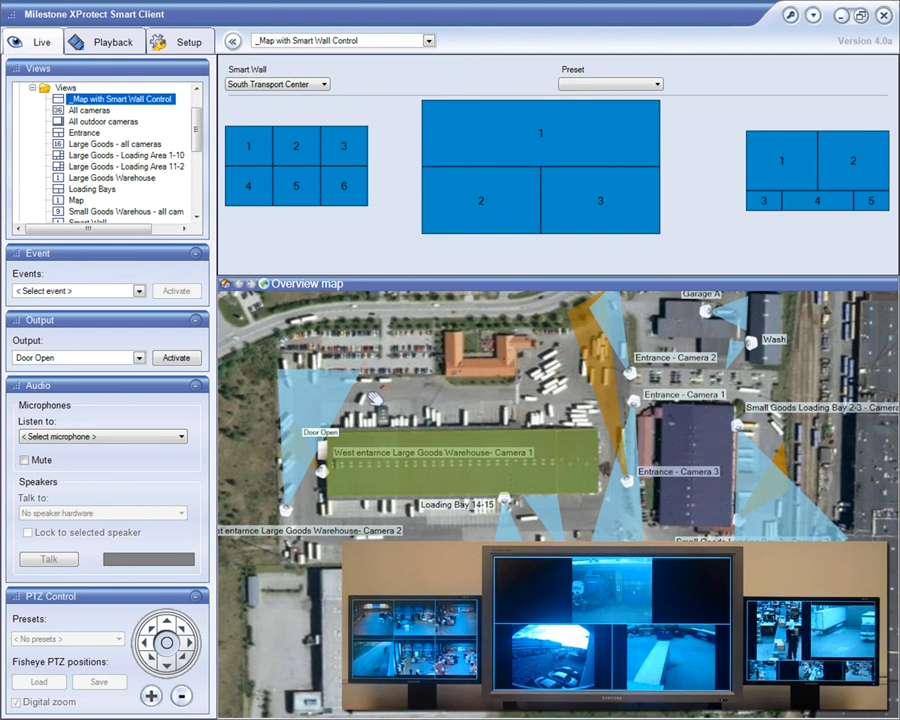 Milestone XProtect Smart Client
Live
Playback
Setup
_Map with Smart Wall Control
Version 4.0a
Views
Views
_Map with Smart Wall Control
All cameras
All outdoor cameras
Entrance
Large Goods - all cameras
Large Goods - Loading Area 1-10
Large Goods - Loading Area 11-2
Large Goods Warehouse
Loading Bays
Map
Small Goods Warehous - all cam
Smart Wall
Event
Events:
< Select event >
Activate
Output
Output:
Door Open
Activate
Audio
Microphones
Listen to:
< Select microphone >
Mute
Speakers
Talk to:
No speaker hardware
Lock to selected speaker
Talk
PTZ Control
Presets:
< No presets >
Fisheye PTZ positions:
Load
Save
Digital zoom
Smart Wall
South Transport Center
Preset
1 2 3
4 5 6
1
2 3
1 2
3 4 5
Overview map
Garage A
Wash
Entrance - Camera 2
Entrance - Camera 1
Small Goods Loading Bay 2-3 - Camera
Door Open
West entarnce Large Goods Warehouse- Camera 1
Entrance - Camera 3
Loading Bay 14-15
t entarnce Large Goods Warehouse- Camera 2
SAMSUNG